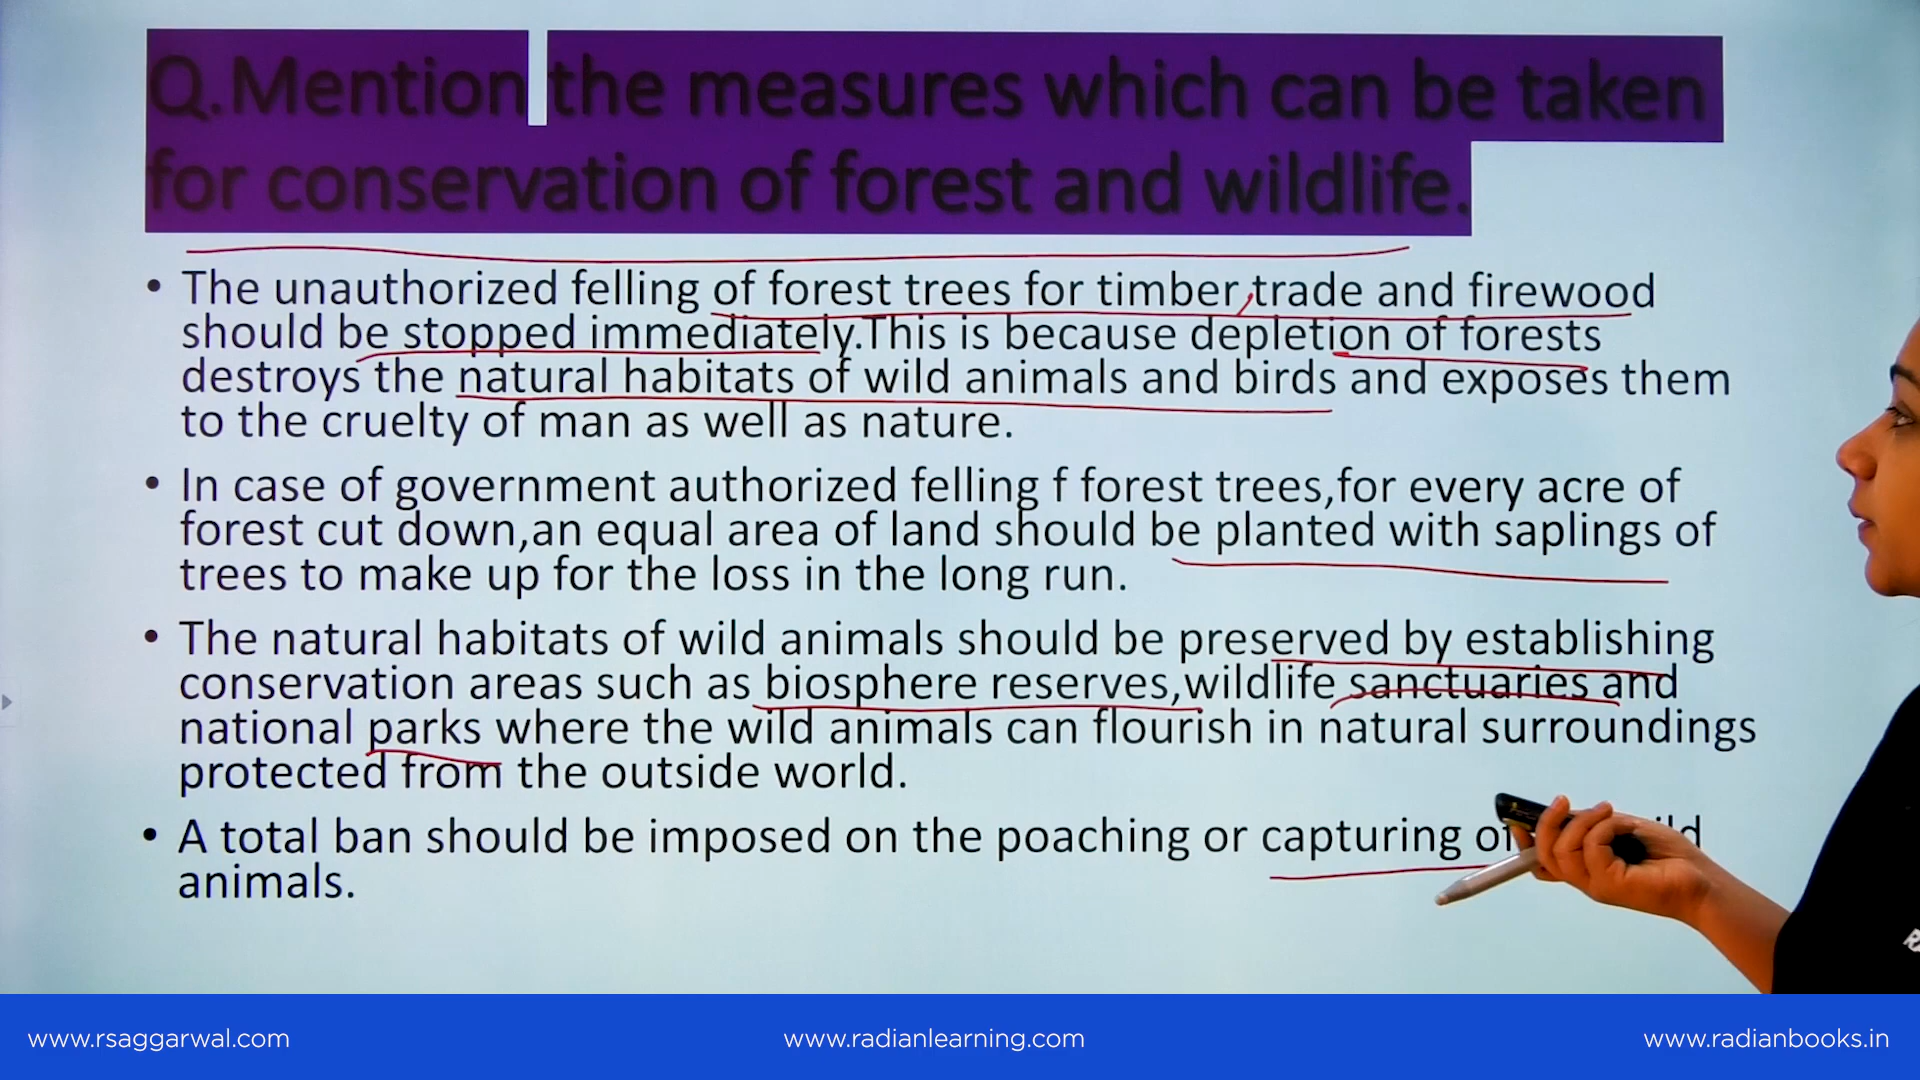 Q.Mention the measures which can be taken
for conservation of forest and wildlife.
• The unauthorized felling of forest trees for timber,trade and firewood
should be stopped immediately.This is because depletion of forests
destroys the natural habitats of wild animals and birds and exposes them
to the cruelty of man as well as nature.
• In case of government authorized felling f forest trees,for every acre of
forest cut down,an equal area of land should be planted with saplings of
trees to make up for the loss in the long run.
• The natural habitats of wild animals should be preserved by establishing
conservation areas such as biosphere reserves,wildlife sanctuaries and
national parks where the wild animals can flourish in natural surroundings
protected from the outside world.
• A total ban should be imposed on the poaching or capturing of
animals.
www.rsaggarwal.com
www.radianlearning.com
www.radianbooks.in